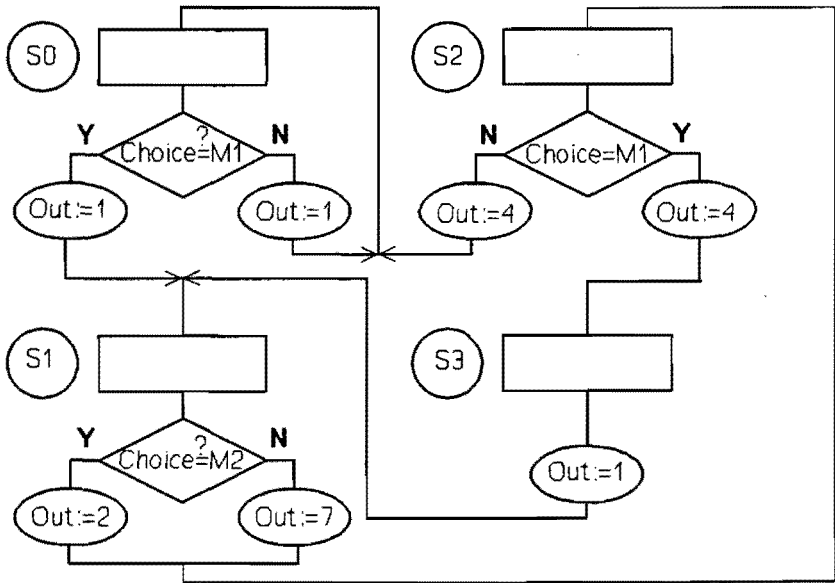 S0
S2
Y
?
Choice=M1
N
N
Choice=M1
Y
Out:=1
Out:=1
Out:=4
Out:=4
S1
S3
Y
?
Choice=M2
N
Out:=1
Out:=2
Out:=7